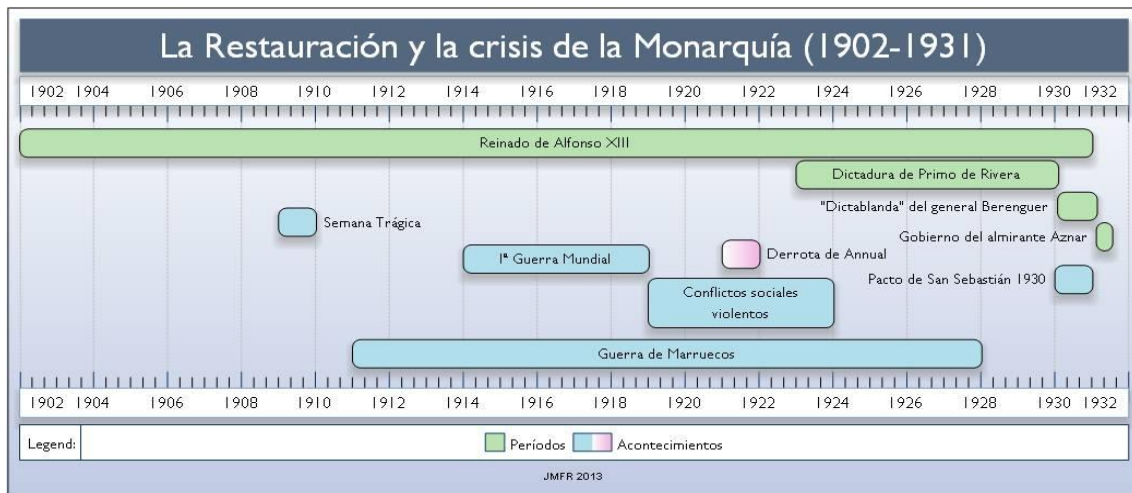 La Restauración y la crisis de la Monarquía (1902-1931)
1902 1904 1906 1908 1910 1912 1914 1916 1918 1920 1922 1924 1926 1928 1930 1932
Reinado de Alfonso XIII
Dictadura de Primo de Rivera
"Dictablanda" del general Berenguer
Semana Trágica
Gobierno del almirante Aznar
Iª Guerra Mundial
Derrota de Annual
Pacto de San Sebastián 1930
Conflictos sociales
violentos
Guerra de Marruecos
1902 1904 1906 1908 1910 1912 1914 1916 1918 1920 1922 1924 1926 1928 1930 1932
Legend: Períodos Acontecimientos
JMFR 2013